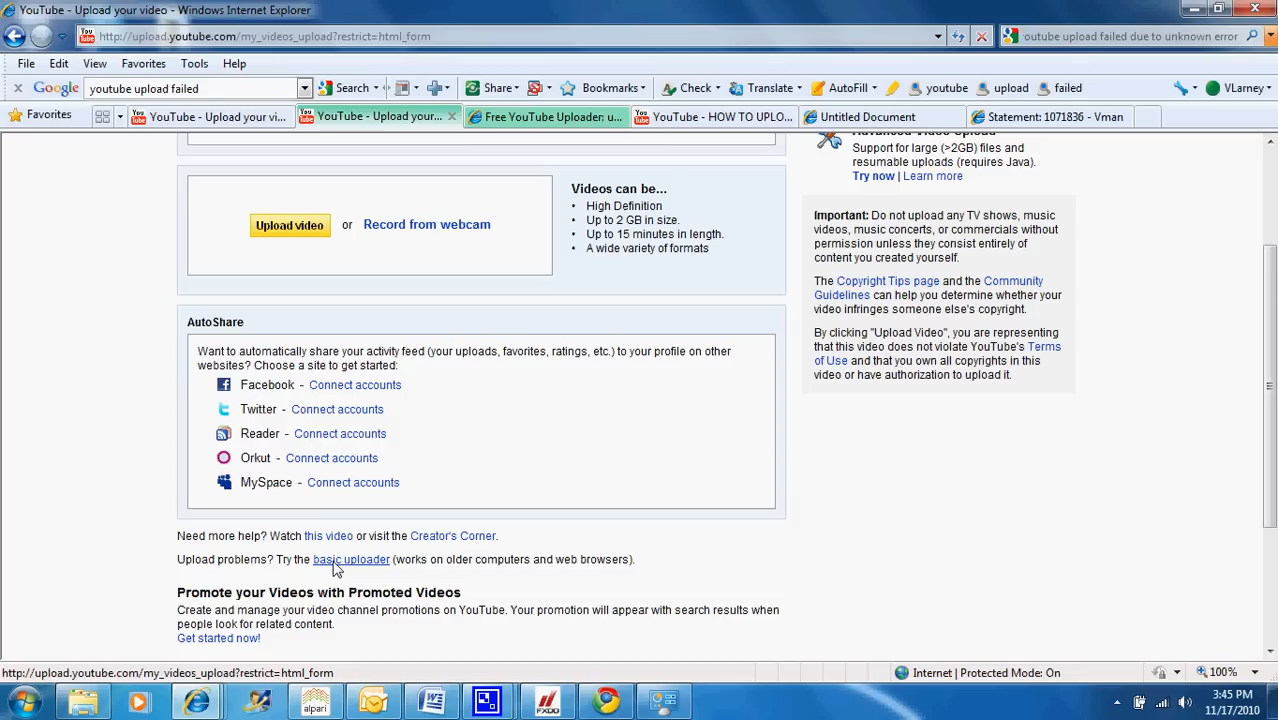 YouTube - Upload your video - Windows Internet Explorer
http://upload.youtube.com/my_videos_upload?restrict=html_form
outube upload failed due to unknown error
File Edit View Favorites Tools Help
Google youtube upload failed Search Share Bookmarks Check Translate AutoFill youtube upload failed VLarney
Favorites YouTube - Upload your vi... YouTube - Upload your... Free YouTube Uploader: u... YouTube - HOW TO UPLO... Untitled Document Statement: 1071836 - Vman
Advanced Video Upload
Support for large (>2GB) files and
resumable uploads (requires Java).
Try now | Learn more
Upload video or Record from webcam
Videos can be...
• High Definition
• Up to 2 GB in size.
• Up to 15 minutes in length.
• A wide variety of formats
Important: Do not upload any TV shows, music
videos, music concerts, or commercials without
permission unless they consist entirely of
content you created yourself.
The Copyright Tips page and the Community
Guidelines can help you determine whether your
video infringes someone else's copyright.
By clicking "Upload Video", you are representing
that this video does not violate YouTube's Terms
of Use and that you own all copyrights in this
video or have authorization to upload it.
AutoShare
Want to automatically share your activity feed (your uploads, favorites, ratings, etc.) to your profile on other
websites? Choose a site to get started:
Facebook - Connect accounts
Twitter - Connect accounts
Reader - Connect accounts
Orkut - Connect accounts
MySpace - Connect accounts
Need more help? Watch this video or visit the Creator's Corner.
Upload problems? Try the basic uploader (works on older computers and web browsers).
Promote your Videos with Promoted Videos
Create and manage your video channel promotions on YouTube. Your promotion will appear with search results when
people look for related content.
Get started now!
http://upload.youtube.com/my_videos_upload?restrict=html_form
Internet | Protected Mode: On
100%
alpari
FXDD
3:45 PM
11/17/2010